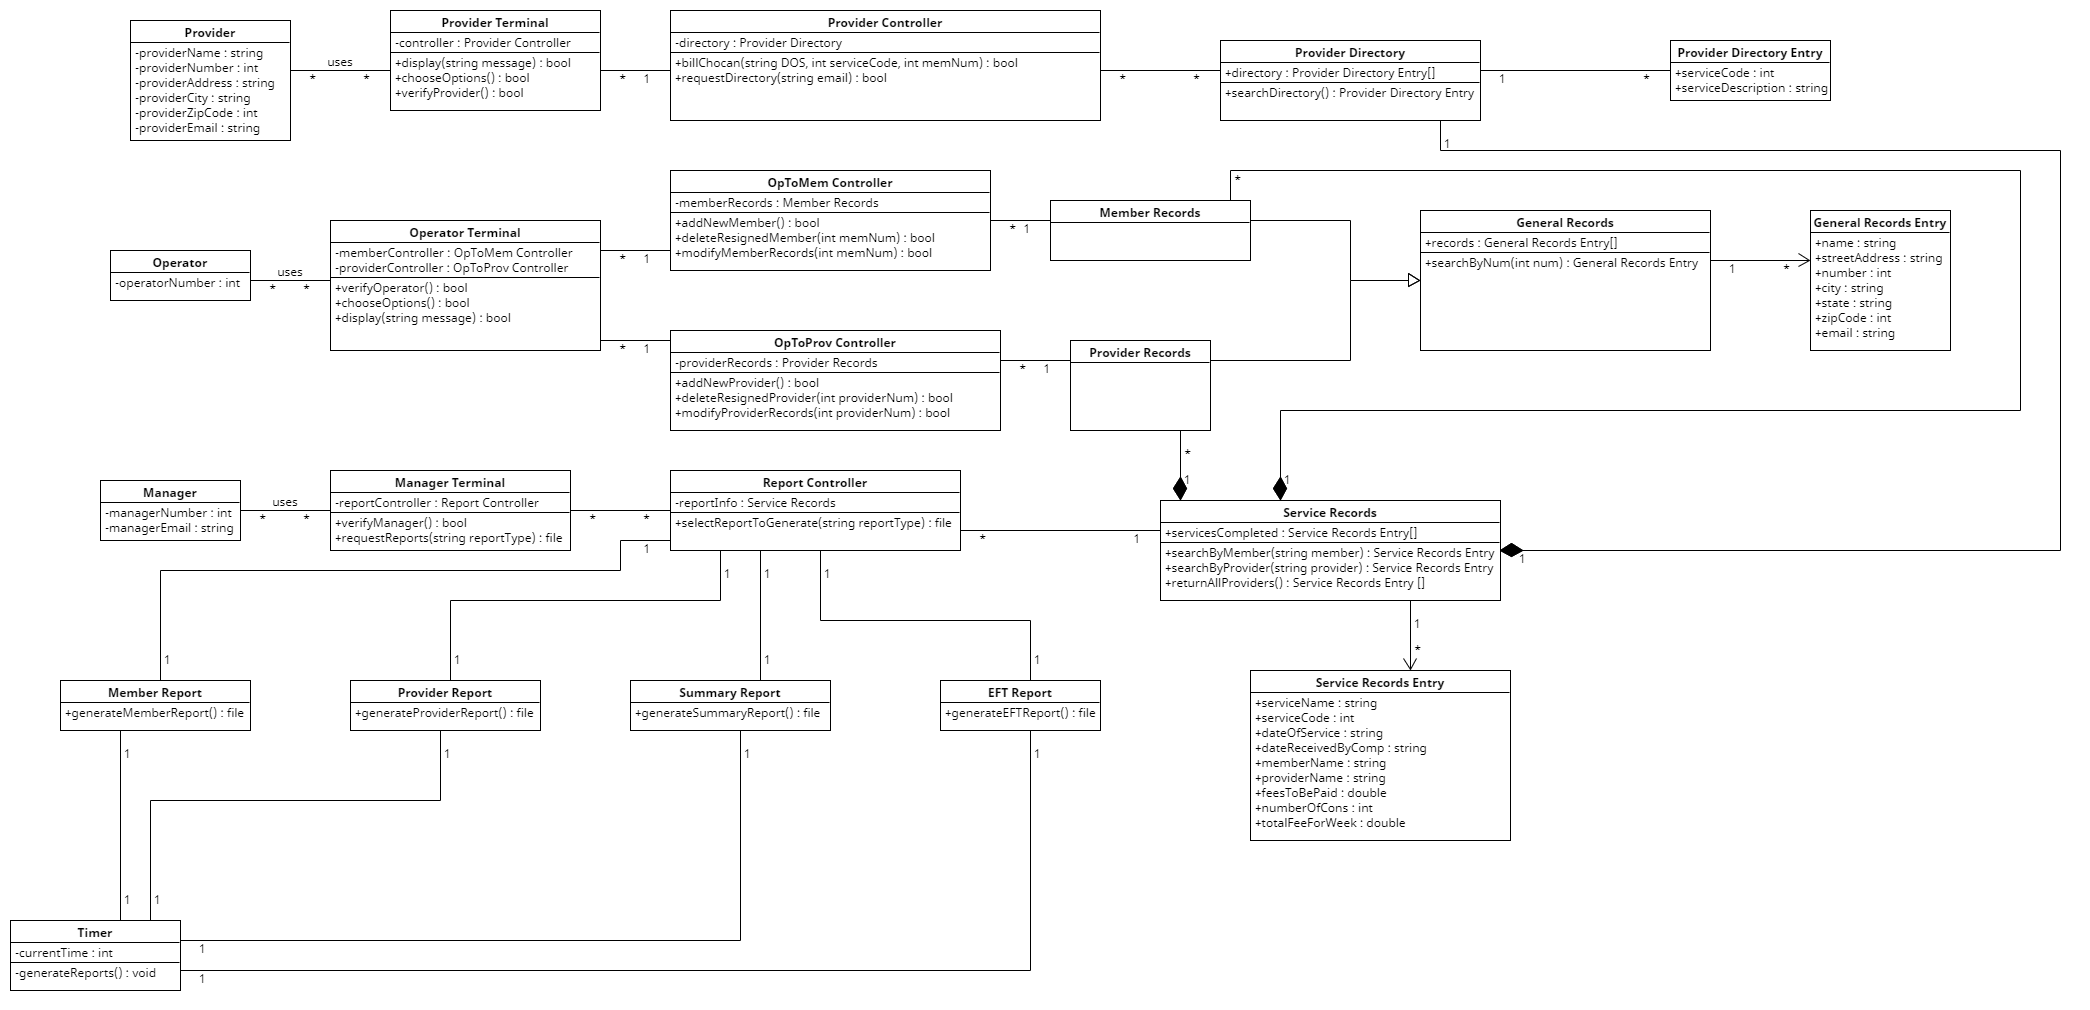 Provider
-providerName : string
-providerNumber : int
-providerAddress : string
-providerCity : string
-providerZipCode : int
-providerEmail : string
uses
*
*
Provider Terminal
-controller : Provider Controller
+display(string message) : bool
+chooseOptions() : bool
+verifyProvider() : bool
*
1
Provider Controller
-directory : Provider Directory
+billChocan(string DOS, int serviceCode, int memNum) : bool
+requestDirectory(string email) : bool
*
*
Provider Directory
+directory : Provider Directory Entry[]
+searchDirectory() : Provider Directory Entry
1
*
1
Provider Directory Entry
+serviceCode : int
+serviceDescription : string
Operator
-operatorNumber : int
uses
*
*
Operator Terminal
-memberController : OpToMem Controller
-providerController : OpToProv Controller
+verifyOperator() : bool
+chooseOptions() : bool
+display(string message) : bool
*
1
*
1
OpToMem Controller
-memberRecords : Member Records
+addNewMember() : bool
+deleteResignedMember(int memNum) : bool
+modifyMemberRecords(int memNum) : bool
*
1
Member Records
*
OpToProv Controller
-providerRecords : Provider Records
+addNewProvider() : bool
+deleteResignedProvider(int providerNum) : bool
+modifyProviderRecords(int providerNum) : bool
*
1
Provider Records
*
1
1
General Records
+records : General Records Entry[]
+searchByNum(int num) : General Records Entry
1
*
General Records Entry
+name : string
+streetAddress : string
+number : int
+city : string
+state : string
+zipCode : int
+email : string
Manager
-managerNumber : int
-managerEmail : string
uses
*
*
Manager Terminal
-reportController : Report Controller
+verifyManager() : bool
+requestReports(string reportType) : file
*
*
Report Controller
-reportInfo : Service Records
+selectReportToGenerate(string reportType) : file
*
1
Service Records
+servicesCompleted : Service Records Entry[]
+searchByMember(string member) : Service Records Entry
+searchByProvider(string provider) : Service Records Entry
+returnAllProviders() : Service Records Entry []
1
1
*
1
1
1
1
1
1
1
1
Member Report
+generateMemberReport() : file
Provider Report
+generateProviderReport() : file
Summary Report
+generateSummaryReport() : file
EFT Report
+generateEFTReport() : file
Service Records Entry
+serviceName : string
+serviceCode : int
+dateOfService : string
+dateReceivedByComp : string
+memberName : string
+providerName : string
+feesToBePaid : double
+numberOfCons : int
+totalFeeForWeek : double
1
1
1
1
1
1
Timer
-currentTime : int
-generateReports() : void
1
1